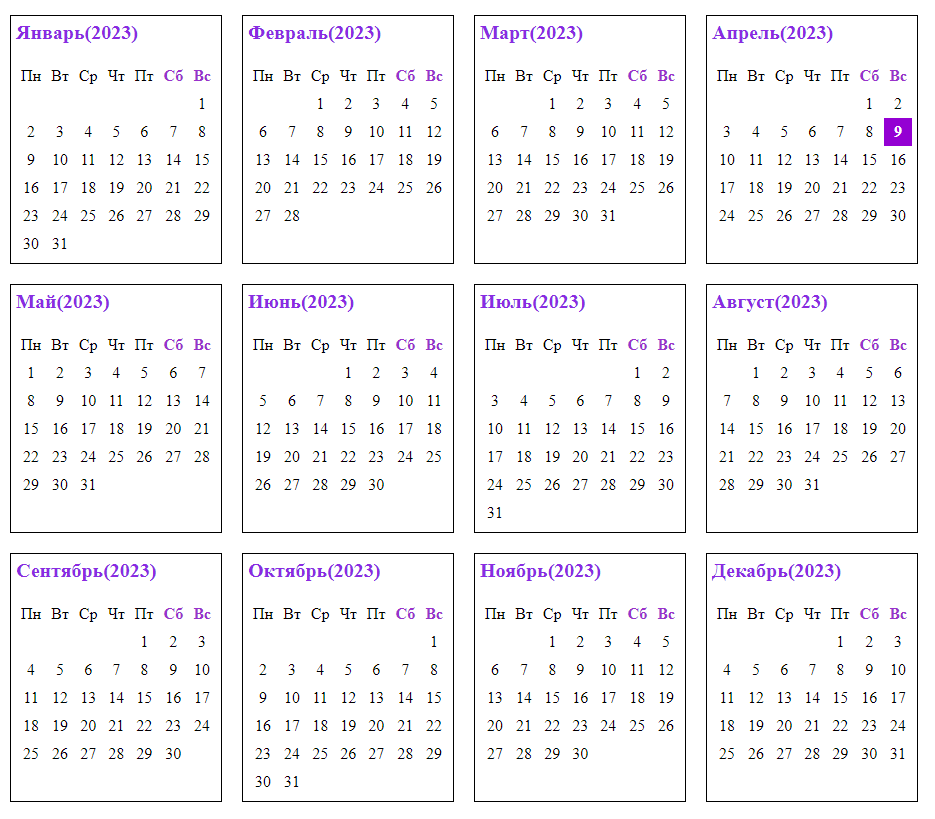 Январь(2023)
Пн Вт Ср Чт Пт Сб Вс
1
2 3 4 5 6 7 8
9 10 11 12 13 14 15
16 17 18 19 20 21 22
23 24 25 26 27 28 29
30 31
Февраль(2023)
Пн Вт Ср Чт Пт Сб Вс
1 2 3 4 5
6 7 8 9 10 11 12
13 14 15 16 17 18 19
20 21 22 23 24 25 26
27 28
Март(2023)
Пн Вт Ср Чт Пт Сб Вс
1 2 3 4 5
6 7 8 9 10 11 12
13 14 15 16 17 18 19
20 21 22 23 24 25 26
27 28 29 30 31
Апрель(2023)
Пн Вт Ср Чт Пт Сб Вс
1 2
3 4 5 6 7 8 9
10 11 12 13 14 15 16
17 18 19 20 21 22 23
24 25 26 27 28 29 30
Май(2023)
Пн Вт Ср Чт Пт Сб Вс
1 2 3 4 5 6 7
8 9 10 11 12 13 14
15 16 17 18 19 20 21
22 23 24 25 26 27 28
29 30 31
Июнь(2023)
Пн Вт Ср Чт Пт Сб Вс
1 2 3 4
5 6 7 8 9 10 11
12 13 14 15 16 17 18
19 20 21 22 23 24 25
26 27 28 29 30
Июль(2023)
Пн Вт Ср Чт Пт Сб Вс
1 2
3 4 5 6 7 8 9
10 11 12 13 14 15 16
17 18 19 20 21 22 23
24 25 26 27 28 29 30
31
Август(2023)
Пн Вт Ср Чт Пт Сб Вс
1 2 3 4 5 6
7 8 9 10 11 12 13
14 15 16 17 18 19 20
21 22 23 24 25 26 27
28 29 30 31
Сентябрь(2023)
Пн Вт Ср Чт Пт Сб Вс
1 2 3
4 5 6 7 8 9 10
11 12 13 14 15 16 17
18 19 20 21 22 23 24
25 26 27 28 29 30
Октябрь(2023)
Пн Вт Ср Чт Пт Сб Вс
1
2 3 4 5 6 7 8
9 10 11 12 13 14 15
16 17 18 19 20 21 22
23 24 25 26 27 28 29
30 31
Ноябрь(2023)
Пн Вт Ср Чт Пт Сб Вс
1 2 3 4 5
6 7 8 9 10 11 12
13 14 15 16 17 18 19
20 21 22 23 24 25 26
27 28 29 30
Декабрь(2023)
Пн Вт Ср Чт Пт Сб Вс
1 2 3
4 5 6 7 8 9 10
11 12 13 14 15 16 17
18 19 20 21 22 23 24
25 26 27 28 29 30 31